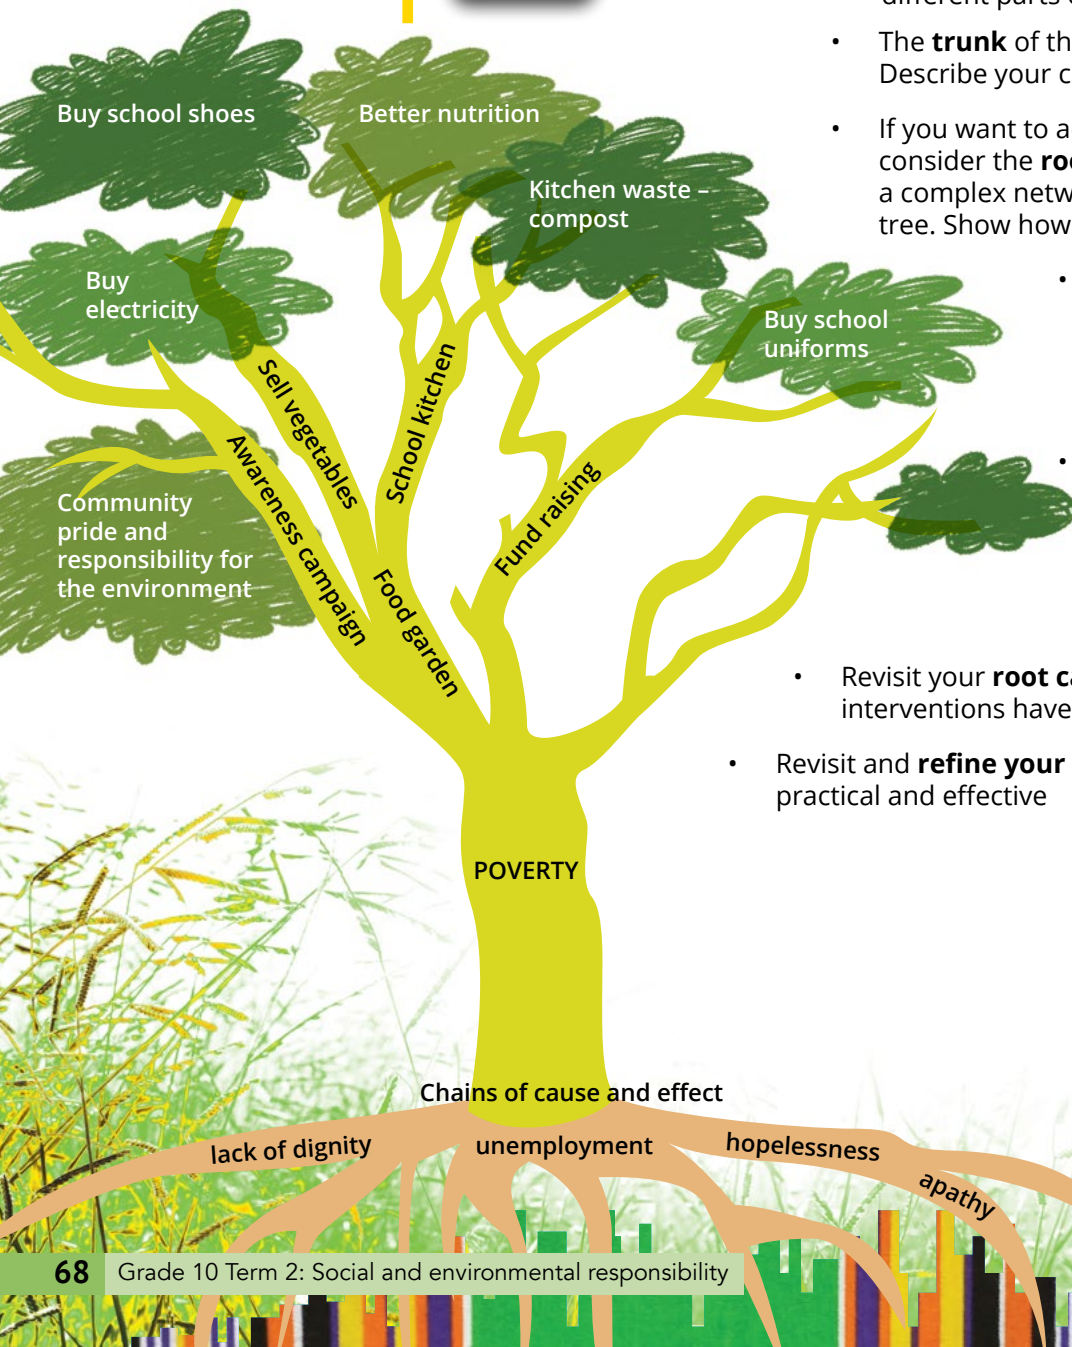 different parts
The trunk of th
Describe your c
If you want to a
consider the roo
a complex netw
tree. Show how
Buy school shoes
Better nutrition
Kitchen waste –
compost
Buy
electricity
Buy school
uniforms
Sell vegetables
School kitchen
Awareness campaign
Fund raising
Food garden
Community
pride and
responsibility for
the environment
Revisit your root ca
interventions have
Revisit and refine your
practical and effective
POVERTY
Chains of cause and effect
lack of dignity
unemployment
hopelessness
apathy
68 Grade 10 Term 2: Social and environmental responsibility